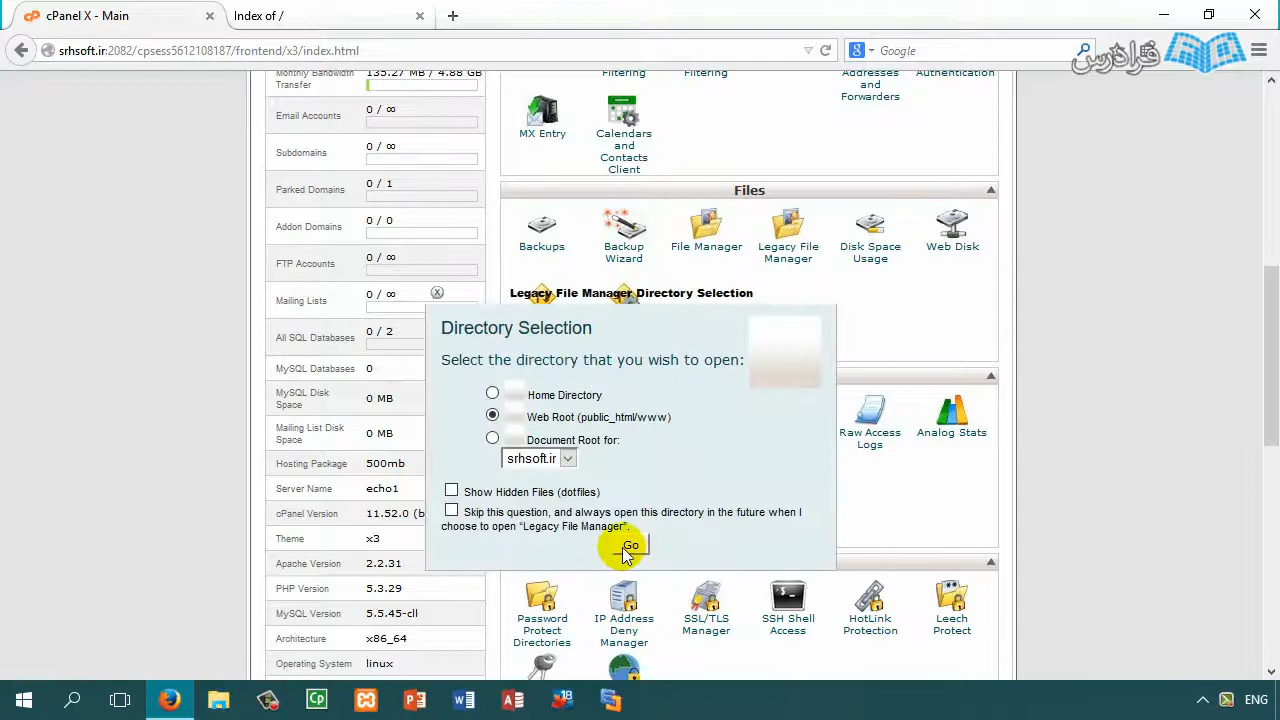 cPanel X - Main
Index of /
srhsoft.ir:2082/cpsess5612108187/frontend/x3/index.html
Google
فرادرس
Monthly Bandwidth Transfer
135.27 MB / 4.88 GB
Email Accounts
0 / ∞
Subdomains
0 / ∞
Parked Domains
0 / 1
Addon Domains
0 / 0
FTP Accounts
0 / ∞
Mailing Lists
0 / ∞
All SQL Databases
0 / 2
MySQL Databases
0
MySQL Disk
Space
0 MB
Mailing List Disk
Space
0 MB
Hosting Package
500mb
Server Name
echo1
cPanel Version
11.52.0 (b
Theme
x3
Apache Version
2.2.31
PHP Version
5.3.29
MySQL Version
5.5.45-cll
Architecture
x86_64
Operating System
linux
Filtering
Filtering
Addresses
and
Forwarders
Authentication
MX Entry
Calendars
and
Contacts
Client
Files
Backups
Backup
Wizard
File Manager
Legacy File
Manager
Disk Space
Usage
Web Disk
Legacy File Manager Directory Selection
Directory Selection
Select the directory that you wish to open:
Home Directory
Web Root (public_html/www)
Document Root for:
srhsoft.ir
Show Hidden Files (dotfiles)
Skip this question, and always open this directory in the future when I
choose to open “Legacy File Manager”.
Go
Raw Access
Logs
Analog Stats
Password
Protect
Directories
IP Address
Deny
Manager
SSL/TLS
Manager
SSH Shell
Access
HotLink
Protection
Leech
Protect
ENG